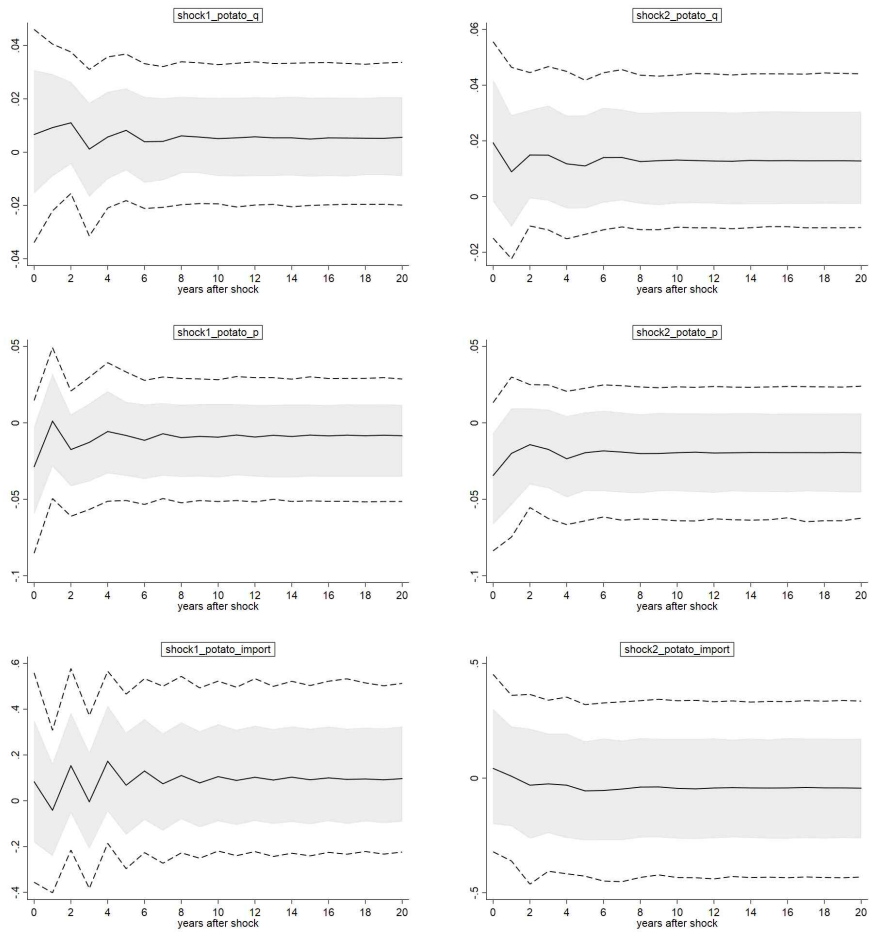 shock1_potato_q
.04
.02
0
-.02
-.04
0 2 4 6 8 10 12 14 16 18 20
years after shock
shock2_potato_q
.06
.04
.02
0
-.02
0 2 4 6 8 10 12 14 16 18 20
years after shock
shock1_potato_p
.05
0
-.05
-.1
0 2 4 6 8 10 12 14 16 18 20
years after shock
shock2_potato_p
.05
0
-.05
-.1
0 2 4 6 8 10 12 14 16 18 20
years after shock
shock1_potato_import
.6
.4
.2
0
-.2
-.4
0 2 4 6 8 10 12 14 16 18 20
years after shock
shock2_potato_import
.5
0
-.5
0 2 4 6 8 10 12 14 16 18 20
years after shock